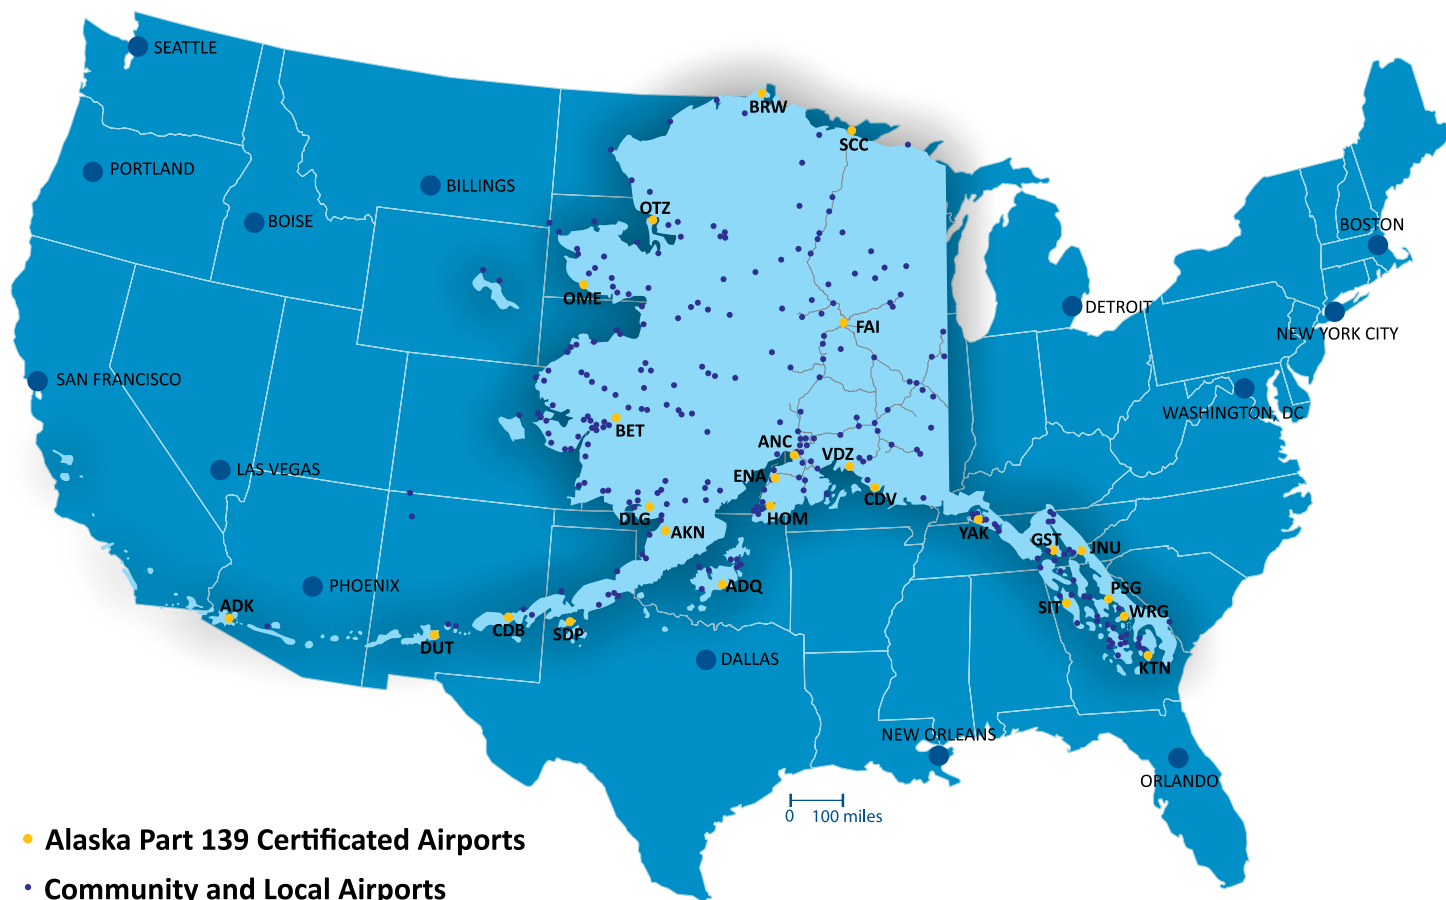 SEATTLE
BRW
SCC
PORTLAND
BILLINGS
OTZ
BOISE
BOSTON
OME
DETROIT
FAI
NEW YORK CITY
SAN FRANCISCO
WASHINGTON, DC
BET
ANC
VDZ
LAS VEGAS
ENA
CDV
DLG
HOM
AKN
YAK
GST
JNU
PHOENIX
ADQ
PSG
ADK
SIT
WRG
CDB
SDP
DUT
DALLAS
KTN
NEW ORLEANS
ORLANDO
0 100 miles
Alaska Part 139 Certificated Airports
Community and Local Airports